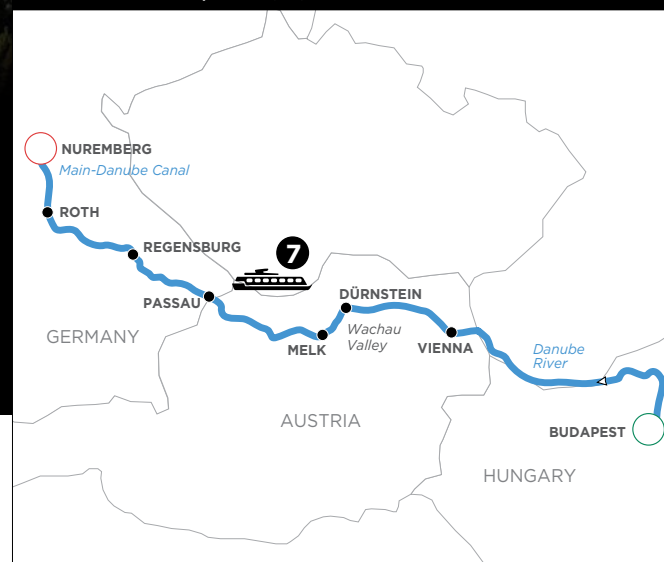 NUREMBERG
Main-Danube Canal
ROTH
REGENSBURG
7
PASSAU
DÜRNSTEIN
GERMANY
Wachau
Valley
MELK
VIENNA
Danube
River
AUSTRIA
BUDAPEST
HUNGARY